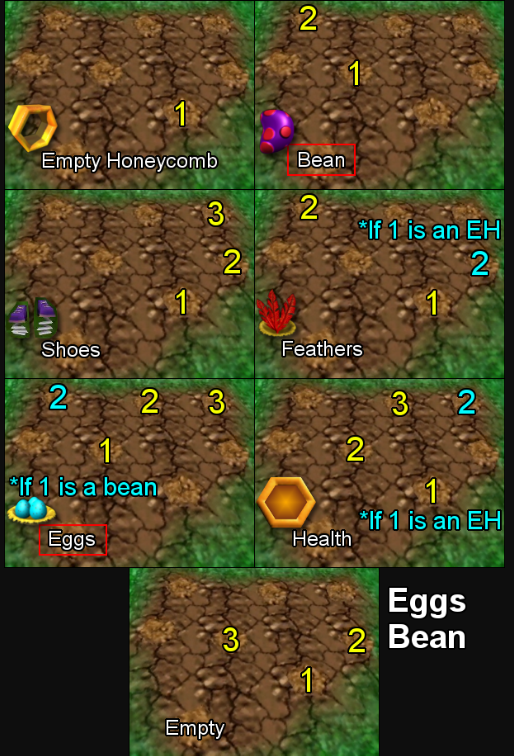 2
1
1
Empty Honeycomb
Bean
3
2
*If 1 is an EH
2
2
1
1
Shoes
Feathers
2
2
3
3
2
1
2
*If 1 is a bean
1
*If 1 is an EH
Eggs
Health
Eggs
Bean
3
2
1
Empty